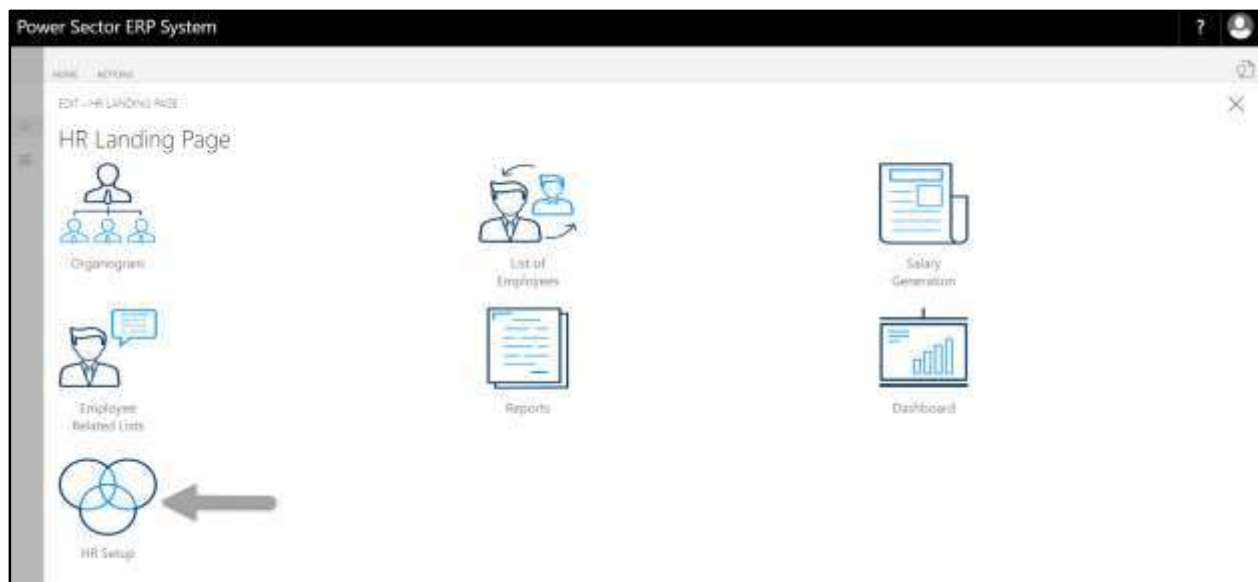 Power Sector ERP System
?
HOME ACTIONS
EDIT - HR LANDING PAGE
HR Landing Page
Organogram
List of
Employees
Salary
Generation
Employee
Related Lists
Reports
Dashboard
HR Setup